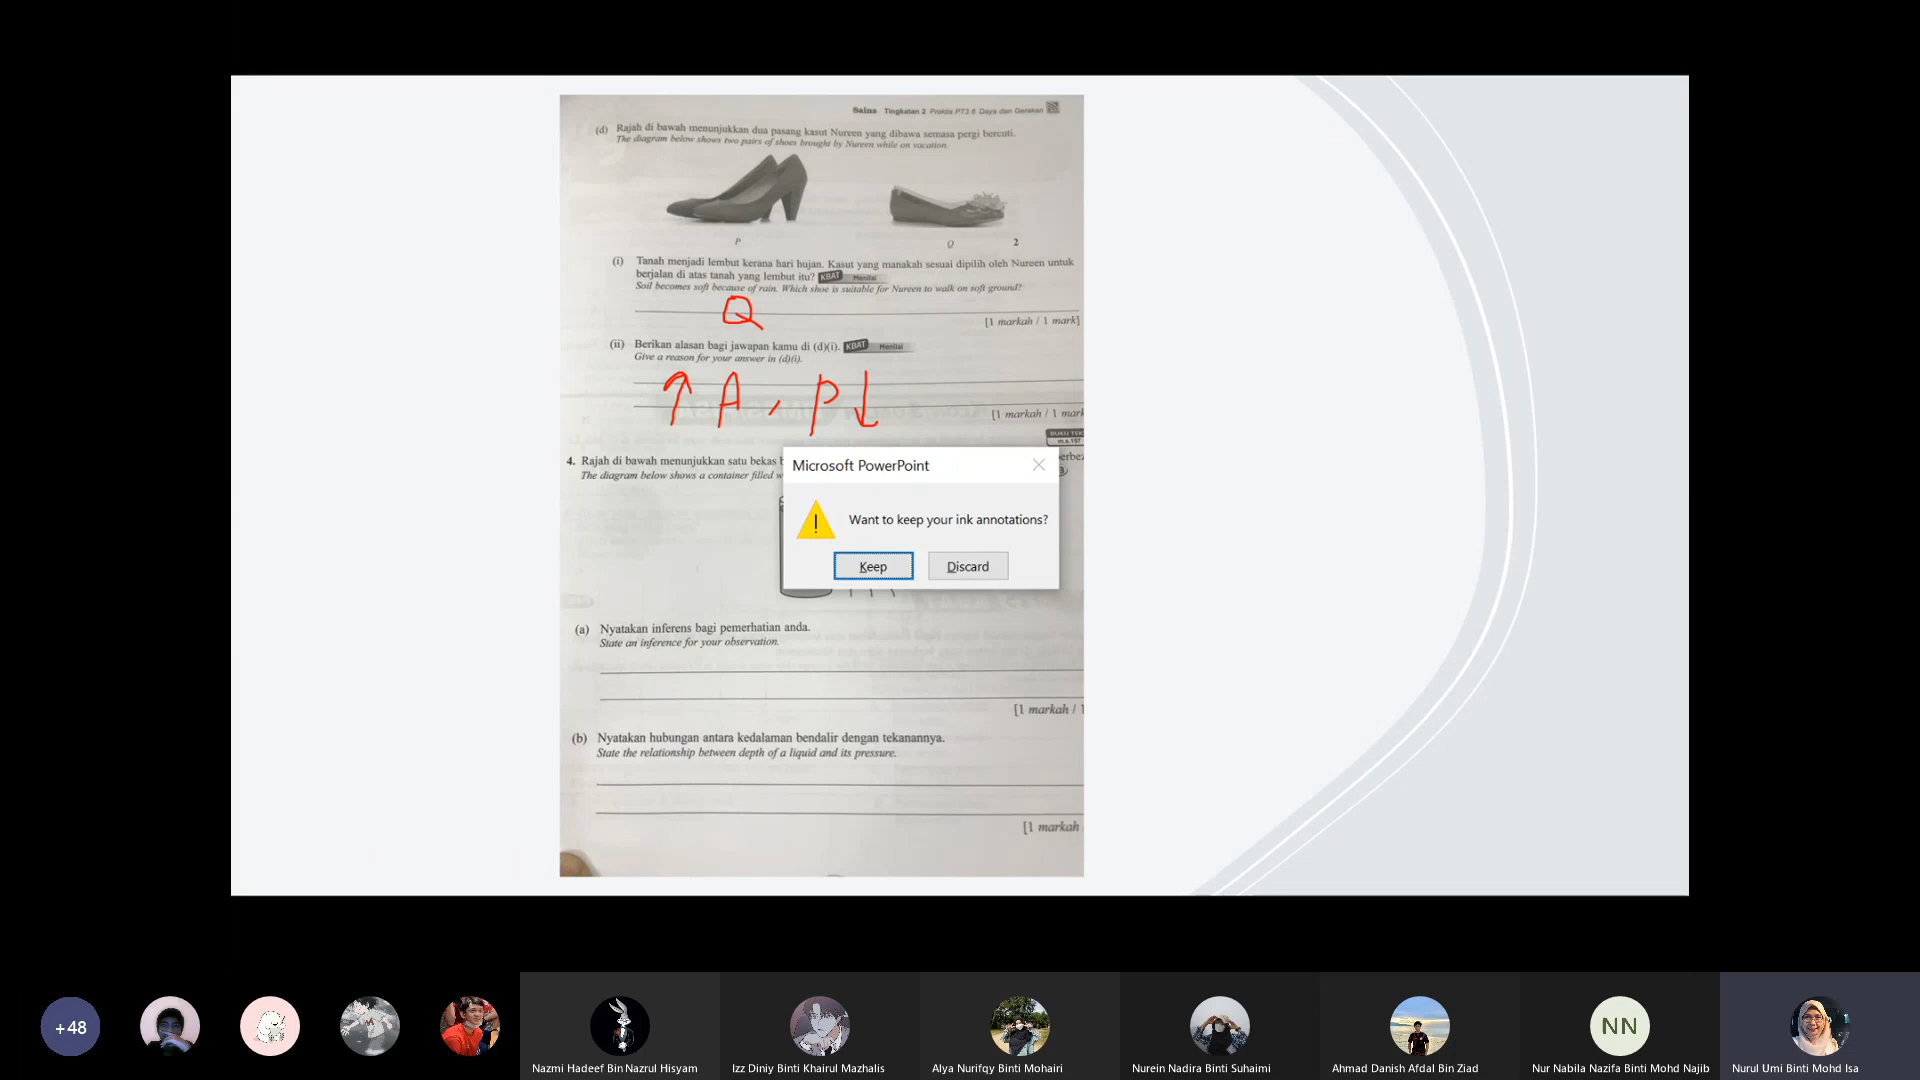 Sains Tingkatan 2 Praktis PT3 8 Daya dan Gerakan
(d) Rajah di bawah menunjukkan dua pasang kasut Nureen yang dibawa semasa pergi bercuti.
The diagram below shows two pairs of shoes brought by Nureen while on vacation.
P Q 2
(i) Tanah menjadi lembut kerana hari hujan. Kasut yang manakah sesuai dipilih oleh Nureen untuk
berjalan di atas tanah yang lembut itu? KBAT Menilai
Soil becomes soft because of rain. Which shoe is suitable for Nureen to walk on soft ground?
Q
[1 markah / 1 mark]
(ii) Berikan alasan bagi jawapan kamu di (d)(i). KBAT Menilai
Give a reason for your answer in (d)(i).
↑ A, P↓
[1 markah / 1 mark
BUKU TEKS
m.s.197
4. Rajah di bawah menunjukkan satu bekas b
The diagram below shows a container filled w
Microsoft PowerPoint
Want to keep your ink annotations?
Keep Discard
(a) Nyatakan inferens bagi pemerhatian anda.
State an inference for your observation.
[1 markah / 1
(b) Nyatakan hubungan antara kedalaman bendalir dengan tekanannya.
State the relationship between depth of a liquid and its pressure.
[1 markah
+48
Nazmi Hadeef Bin Nazrul Hisyam
Izz Diniy Binti Khairul Mazhalis
Alya Nurifqy Binti Mohairi
Nurein Nadira Binti Suhaimi
Ahmad Danish Afdal Bin Ziad
NN
Nur Nabila Nazifa Binti Mohd Najib
Nurul Umi Binti Mohd Isa